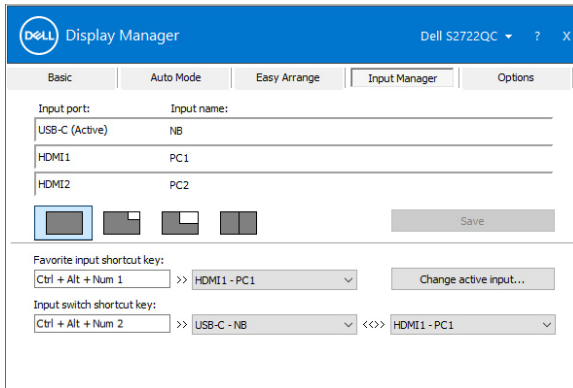 DELL Display Manager Dell S2722QC ? X
Basic Auto Mode Easy Arrange Input Manager Options
Input port: Input name:
USB-C (Active) NB
HDMI1 PC1
HDMI2 PC2
Save
Favorite input shortcut key:
Ctrl + Alt + Num 1 >> HDMI1 - PC1 Change active input...
Input switch shortcut key:
Ctrl + Alt + Num 2 >> USB-C - NB <<>> HDMI1 - PC1